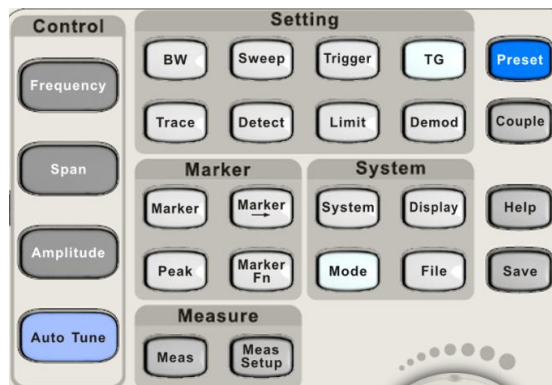 Control
Frequency
Span
Amplitude
Auto Tune
Setting
BW
Sweep
Trigger
TG
Trace
Detect
Limit
Demod
Marker
Marker
Marker
→
Peak
Marker
Fn
System
System
Display
Mode
File
Measure
Meas
Meas
Setup
Preset
Couple
Help
Save